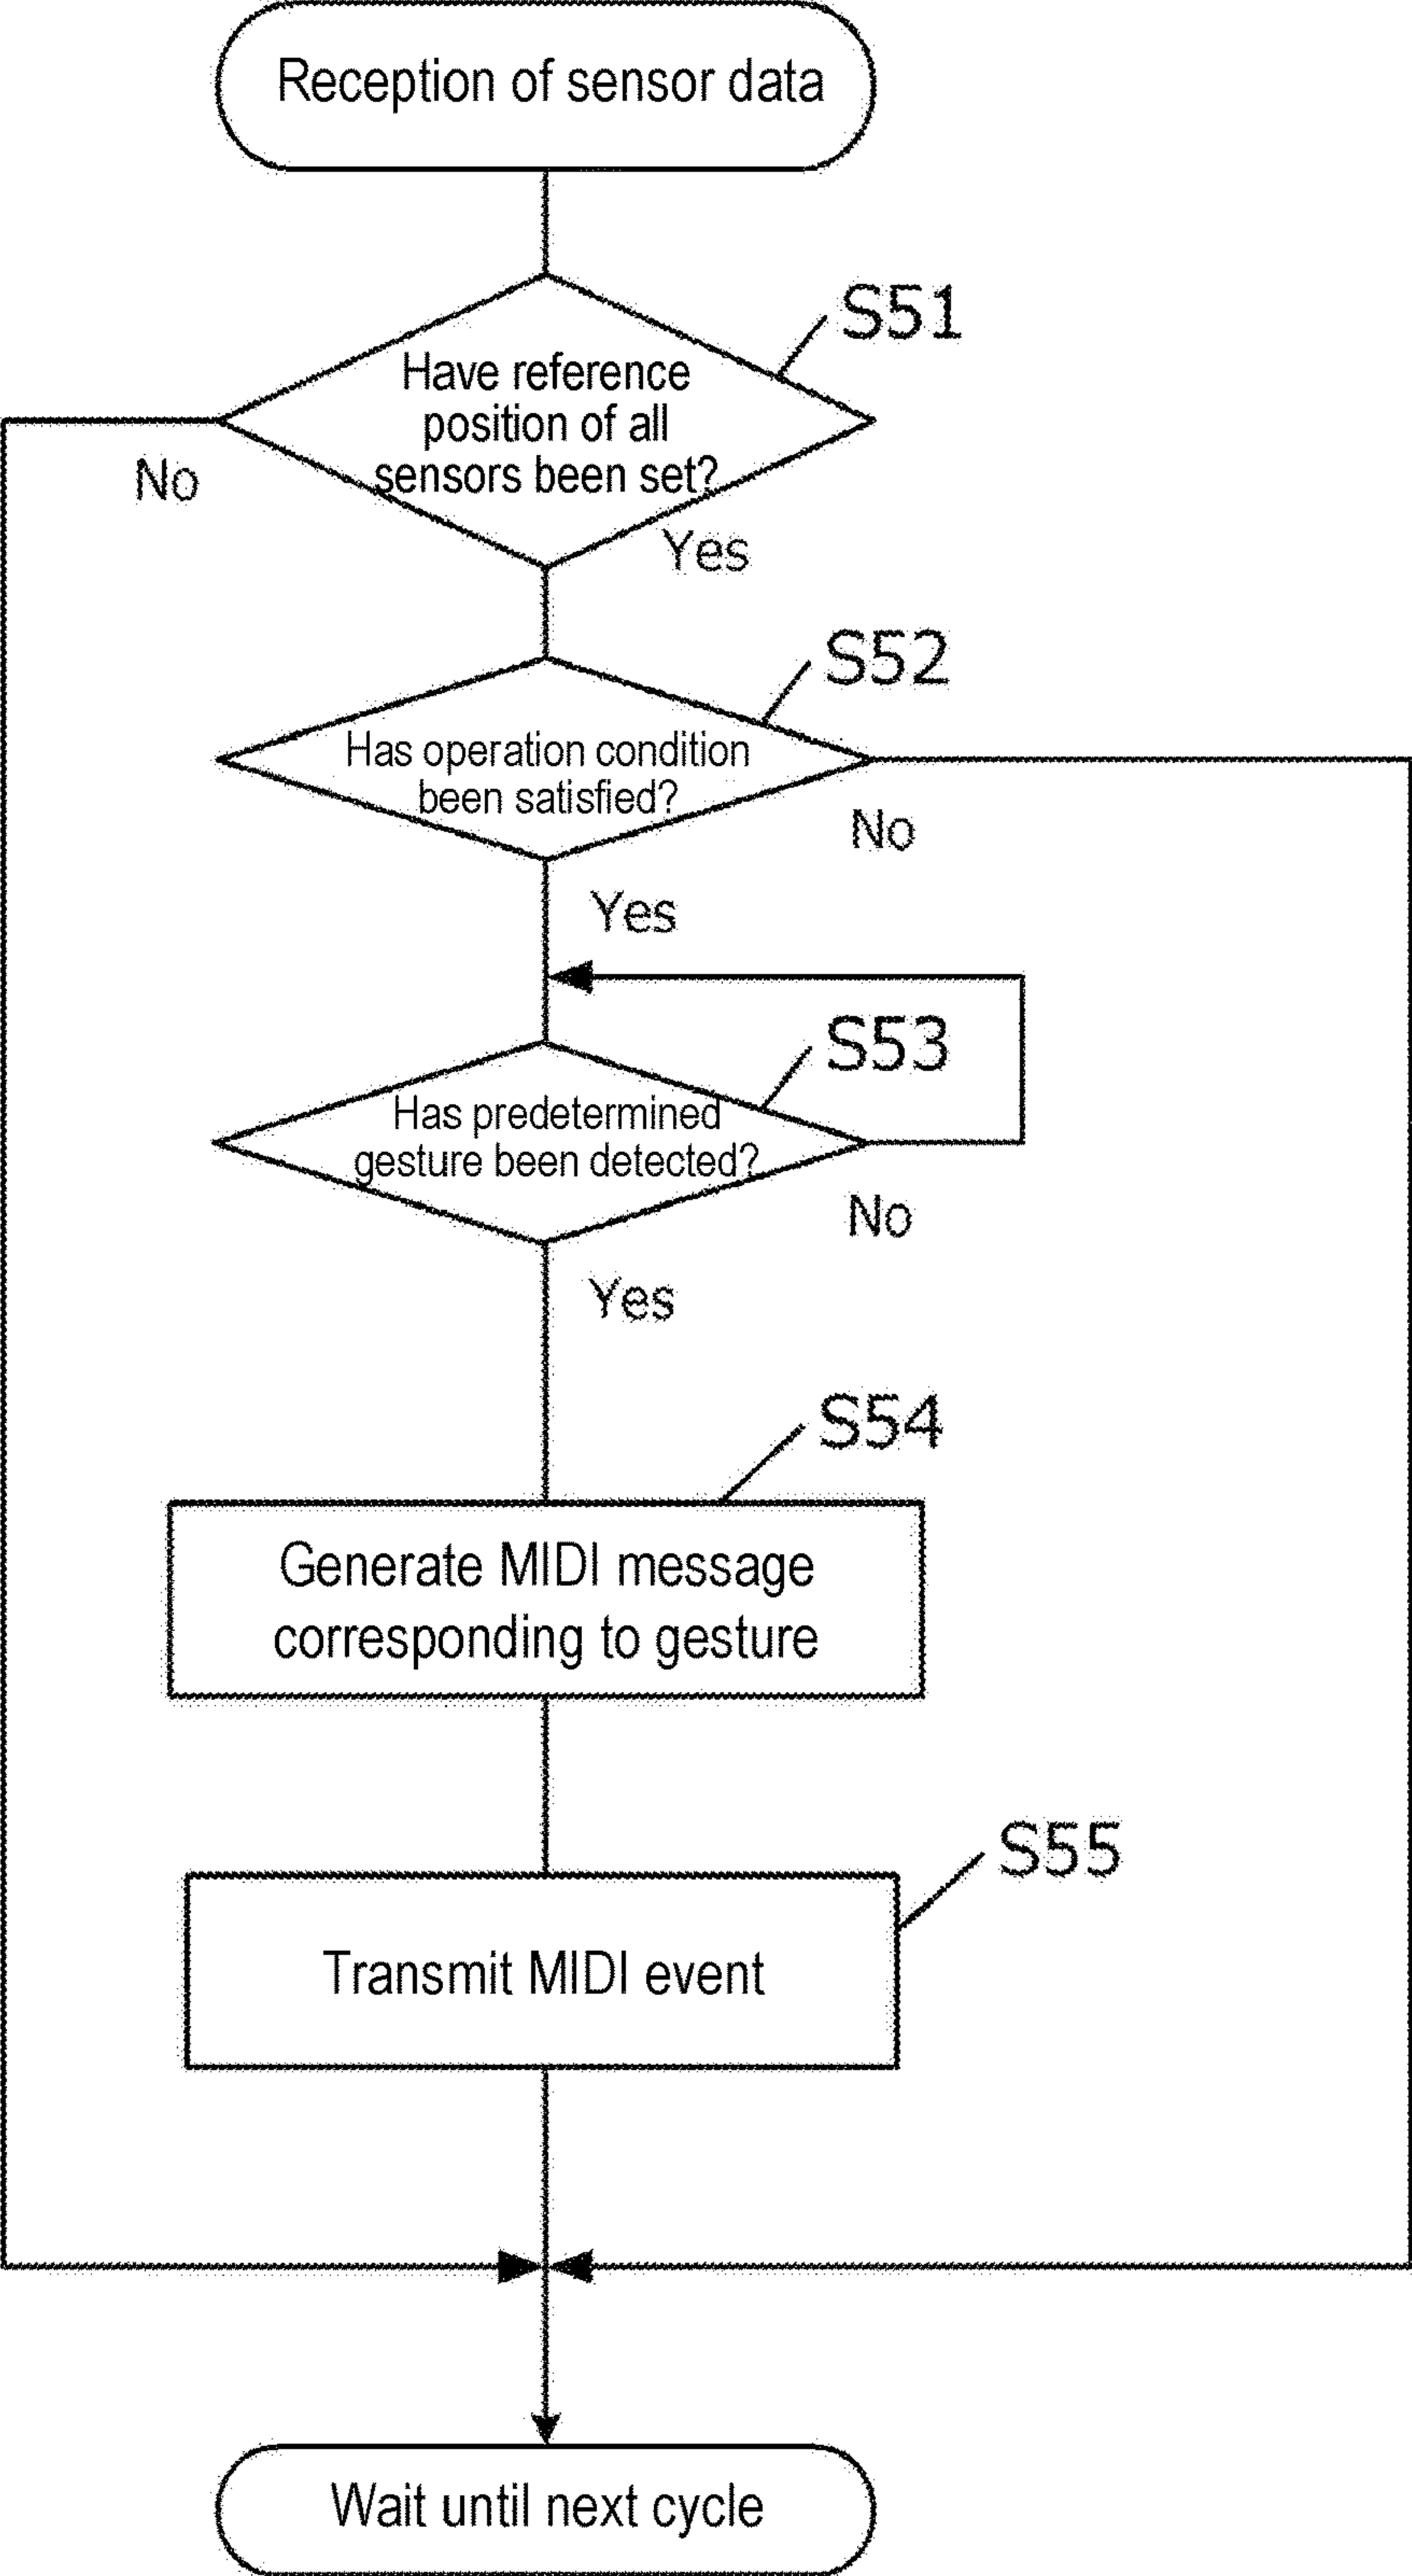 Reception of sensor data
S51
Have reference
position of all
sensors been set?
No
Yes
S52
Has operation condition
been satisfied?
No
Yes
S53
Has predetermined
gesture been detected?
No
Yes
S54
Generate MIDI message
corresponding to gesture
S55
Transmit MIDI event
Wait until next cycle